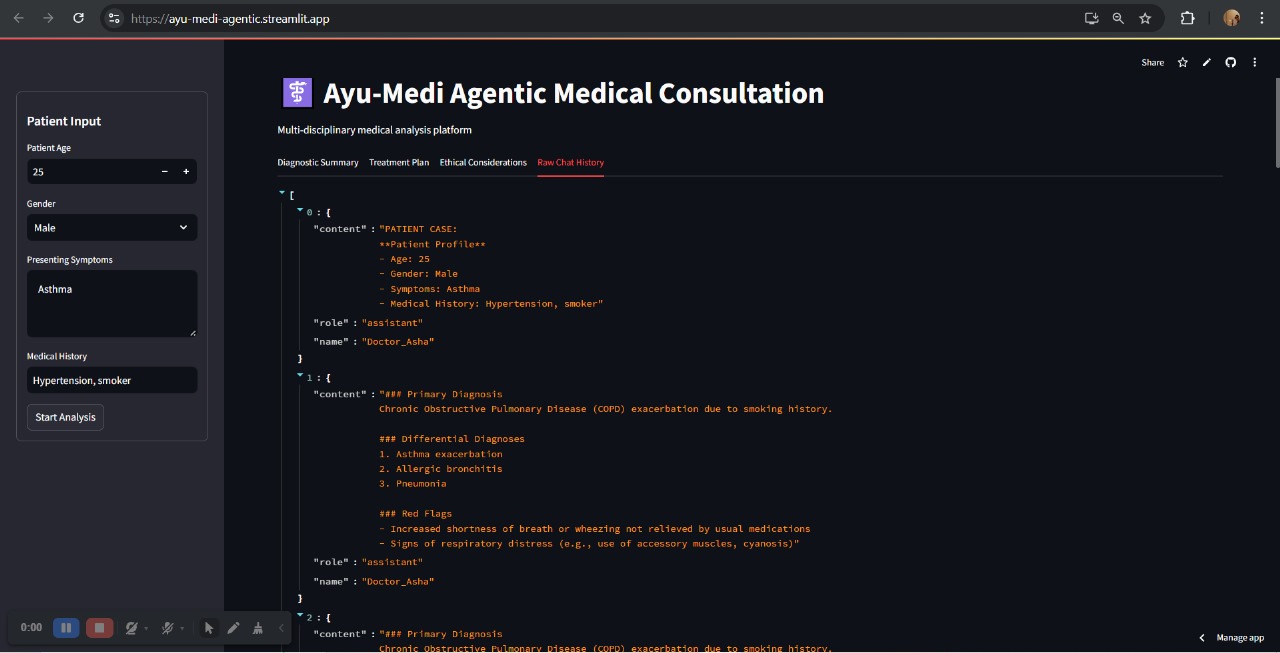 https://ayu-medi-agentic.streamlit.app
Share
Patient Input
Patient Age
25
Gender
Male
Presenting Symptoms
Asthma
Medical History
Hypertension, smoker
Start Analysis
Ayu-Medi Agentic Medical Consultation
Multi-disciplinary medical analysis platform
Diagnostic Summary Treatment Plan Ethical Considerations Raw Chat History
[
0 : {
"content" : "PATIENT CASE:
**Patient Profile**
- Age: 25
- Gender: Male
- Symptoms: Asthma
- Medical History: Hypertension, smoker"
"role" : "assistant"
"name" : "Doctor_Asha"
}
1 : {
"content" : "### Primary Diagnosis
Chronic Obstructive Pulmonary Disease (COPD) exacerbation due to smoking history.
### Differential Diagnoses
1. Asthma exacerbation
2. Allergic bronchitis
3. Pneumonia
### Red Flags
- Increased shortness of breath or wheezing not relieved by usual medications
- Signs of respiratory distress (e.g., use of accessory muscles, cyanosis)"
"role" : "assistant"
"name" : "Doctor_Asha"
}
2 : {
"content" : "### Primary Diagnosis
Chronic Obstructive Pulmonary Disease (COPD) exacerbation due to smoking history.
0:00
Manage app